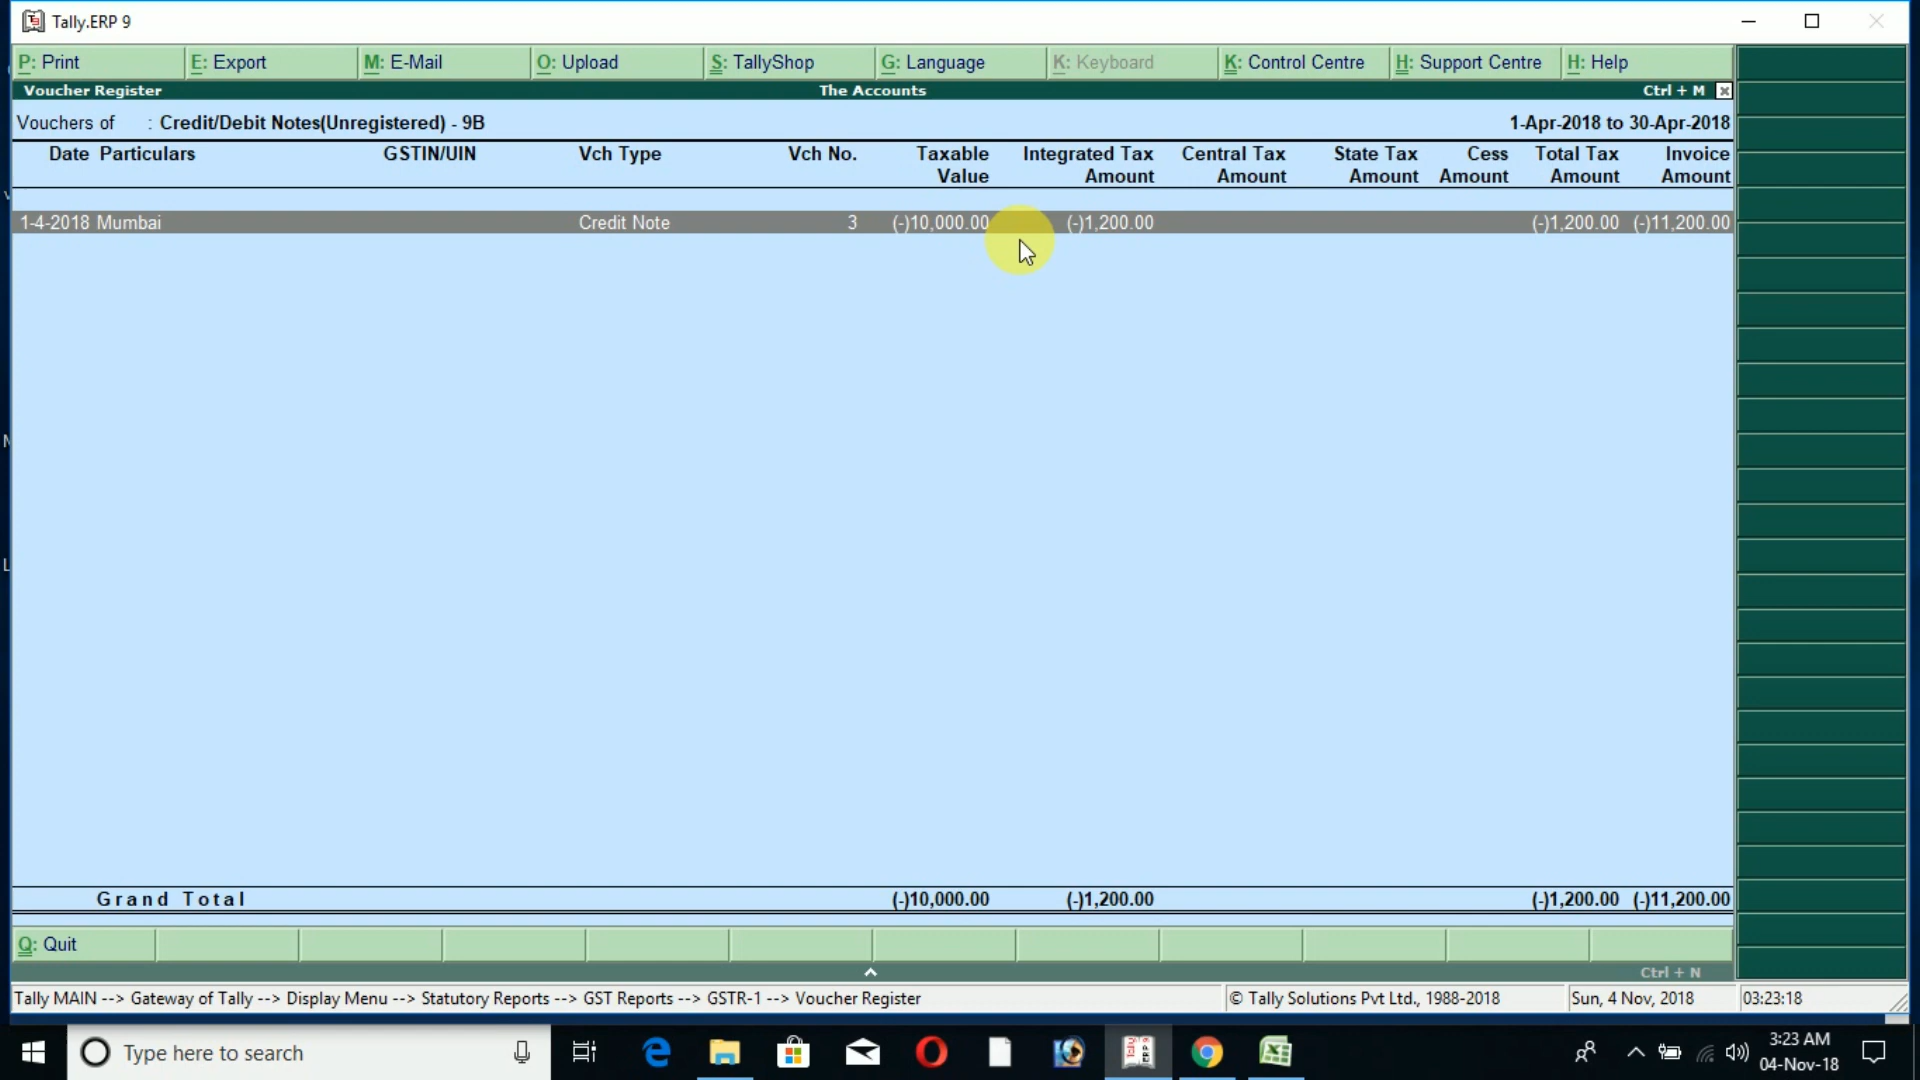 Tally.ERP 9
P: Print E: Export M: E-Mail O: Upload S: TallyShop G: Language K: Keyboard K: Control Centre H: Support Centre H: Help
Voucher Register The Accounts Ctrl + M
Vouchers of : Credit/Debit Notes(Unregistered) - 9B 1-Apr-2018 to 30-Apr-2018
Date Particulars GSTIN/UIN Vch Type Vch No. Taxable Integrated Tax Central Tax State Tax Cess Total Tax Invoice
Value Amount Amount Amount Amount Amount Amount
1-4-2018 Mumbai Credit Note 3 (-)10,000.00 (-)1,200.00 (-)1,200.00 (-)11,200.00
Grand Total (-)10,000.00 (-)1,200.00 (-)1,200.00 (-)11,200.00
Q: Quit
Ctrl + N
Tally MAIN --> Gateway of Tally --> Display Menu --> Statutory Reports --> GST Reports --> GSTR-1 --> Voucher Register © Tally Solutions Pvt Ltd., 1988-2018 Sun, 4 Nov, 2018 03:23:18
Type here to search
3:23 AM
04-Nov-18